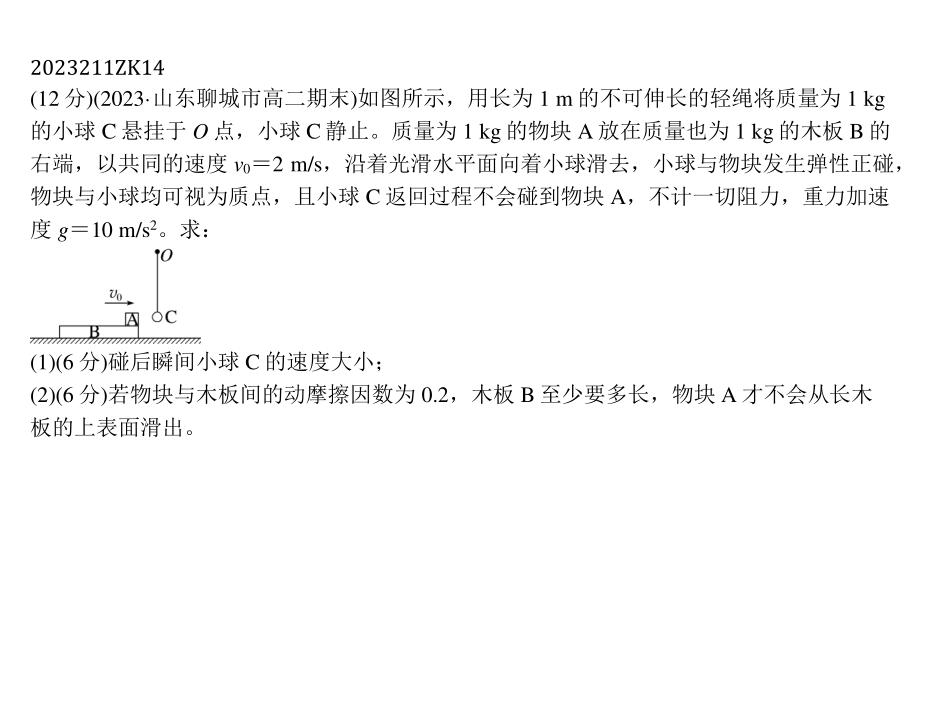 2023211ZK14
(12 分)(2023·山东聊城市高二期末)如图所示，用长为 1 m 的不可伸长的轻绳将质量为 1 kg
的小球 C 悬挂于 O 点，小球 C 静止。质量为 1 kg 的物块 A 放在质量也为 1 kg 的木板 B 的
右端，以共同的速度 v₀＝2 m/s，沿着光滑水平面向着小球滑去，小球与物块发生弹性正碰，
物块与小球均可视为质点，且小球 C 返回过程不会碰到物块 A，不计一切阻力，重力加速
度 g＝10 m/s²。求：
O
v₀
A
C
B
(1)(6 分)碰后瞬间小球 C 的速度大小；
(2)(6 分)若物块与木板间的动摩擦因数为 0.2，木板 B 至少要多长，物块 A 才不会从长木
板的上表面滑出。